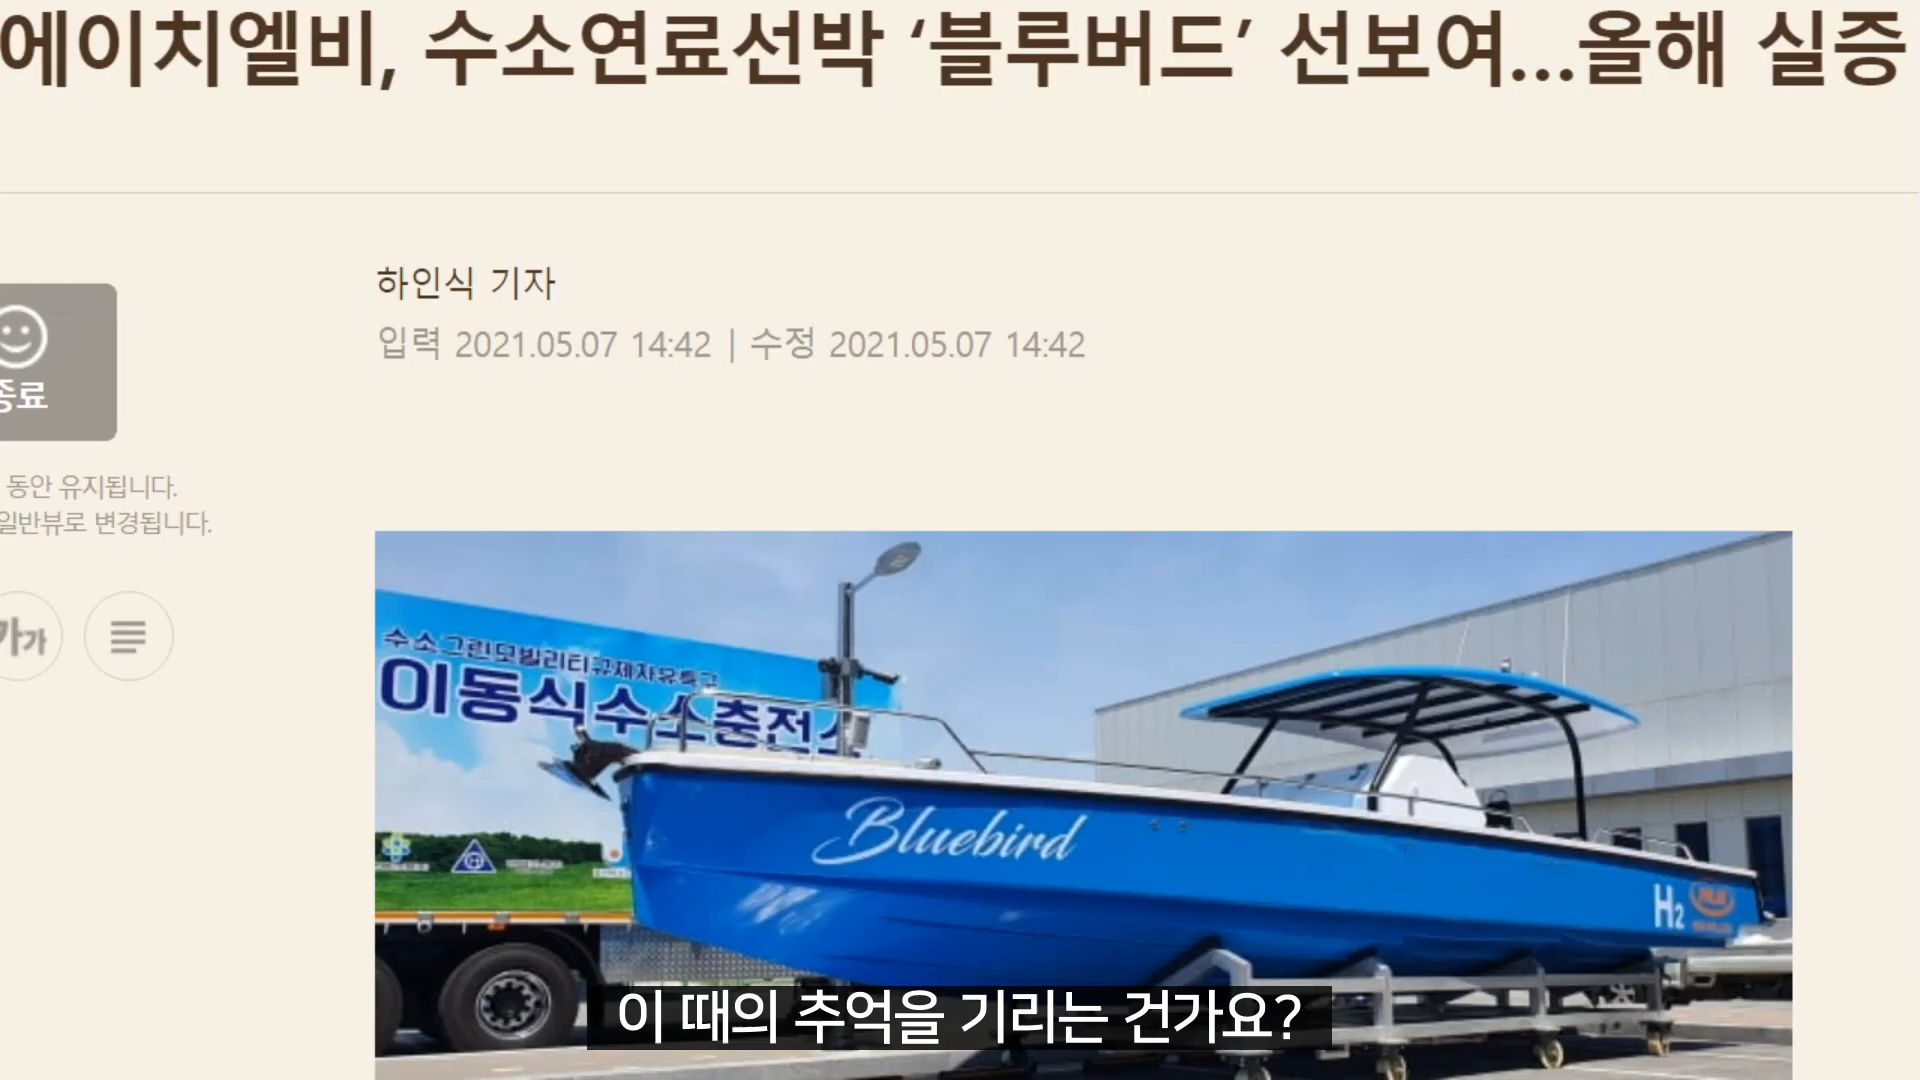 에이치엘비, 수소연료선박 ‘블루버드’ 선보여...올해 실증
하인식 기자
입력 2021.05.07 14:42 | 수정 2021.05.07 14:42
종료
동안 유지됩니다.
일반뷰로 변경됩니다.
가가
수소그린모빌리티규제자유특구
이동식수소충전소
Bluebird
H2
이 때의 추억을 기리는 건가요?